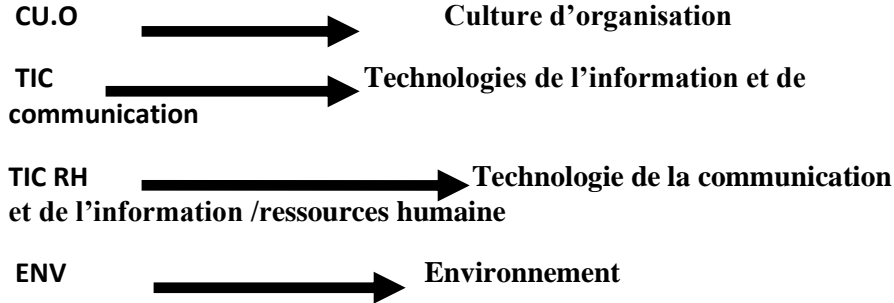 CU.O Culture d’organisation
TIC Technologies de l’information et de
communication
TIC RH Technologie de la communication
et de l’information /ressources humaine
ENV Environnement